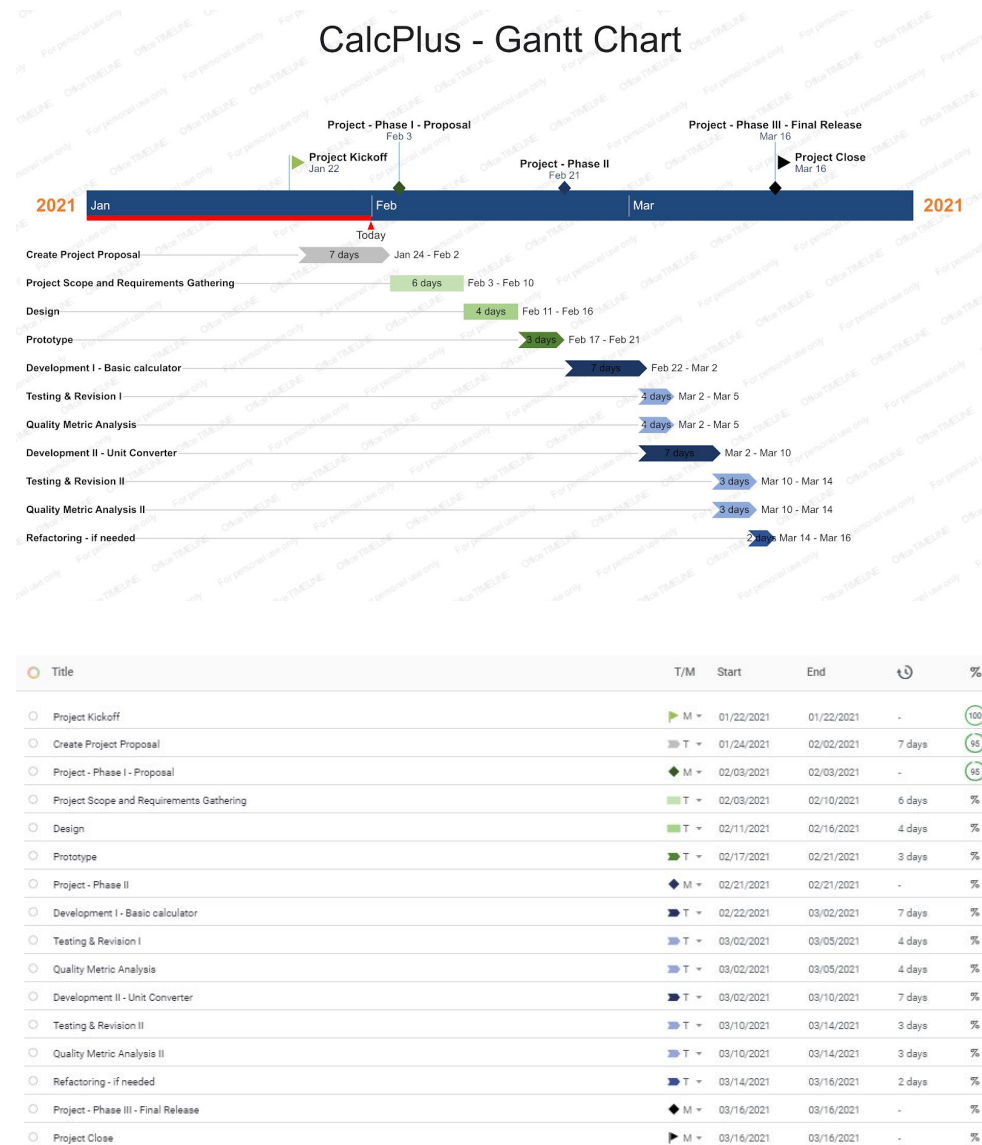 CalcPlus - Gantt Chart
Project - Phase I - Proposal
Feb 3
Project - Phase III - Final Release
Mar 16
Project Kickoff
Jan 22
Project - Phase II
Feb 21
Project Close
Mar 16
2021 Jan Feb Mar 2021
Today
Create Project Proposal 7 days Jan 24 - Feb 2
Project Scope and Requirements Gathering 6 days Feb 3 - Feb 10
Design 4 days Feb 11 - Feb 16
Prototype 3 days Feb 17 - Feb 21
Development I - Basic calculator 7 days Feb 22 - Mar 2
Testing & Revision I 4 days Mar 2 - Mar 5
Quality Metric Analysis 4 days Mar 2 - Mar 5
Development II - Unit Converter 7 days Mar 2 - Mar 10
Testing & Revision II 3 days Mar 10 - Mar 14
Quality Metric Analysis II 3 days Mar 10 - Mar 14
Refactoring - if needed 2 days Mar 14 - Mar 16
For personal use only
Office TIMELINE
Title T/M Start End %
Project Kickoff M 01/22/2021 01/22/2021 - 100
Create Project Proposal T 01/24/2021 02/02/2021 7 days 95
Project - Phase I - Proposal M 02/03/2021 02/03/2021 - 95
Project Scope and Requirements Gathering T 02/03/2021 02/10/2021 6 days %
Design T 02/11/2021 02/16/2021 4 days %
Prototype T 02/17/2021 02/21/2021 3 days %
Project - Phase II M 02/21/2021 02/21/2021 - %
Development I - Basic calculator T 02/22/2021 03/02/2021 7 days %
Testing & Revision I T 03/02/2021 03/05/2021 4 days %
Quality Metric Analysis T 03/02/2021 03/05/2021 4 days %
Development II - Unit Converter T 03/02/2021 03/10/2021 7 days %
Testing & Revision II T 03/10/2021 03/14/2021 3 days %
Quality Metric Analysis II T 03/10/2021 03/14/2021 3 days %
Refactoring - if needed T 03/14/2021 03/16/2021 2 days %
Project - Phase III - Final Release M 03/16/2021 03/16/2021 - %
Project Close M 03/16/2021 03/16/2021 - %